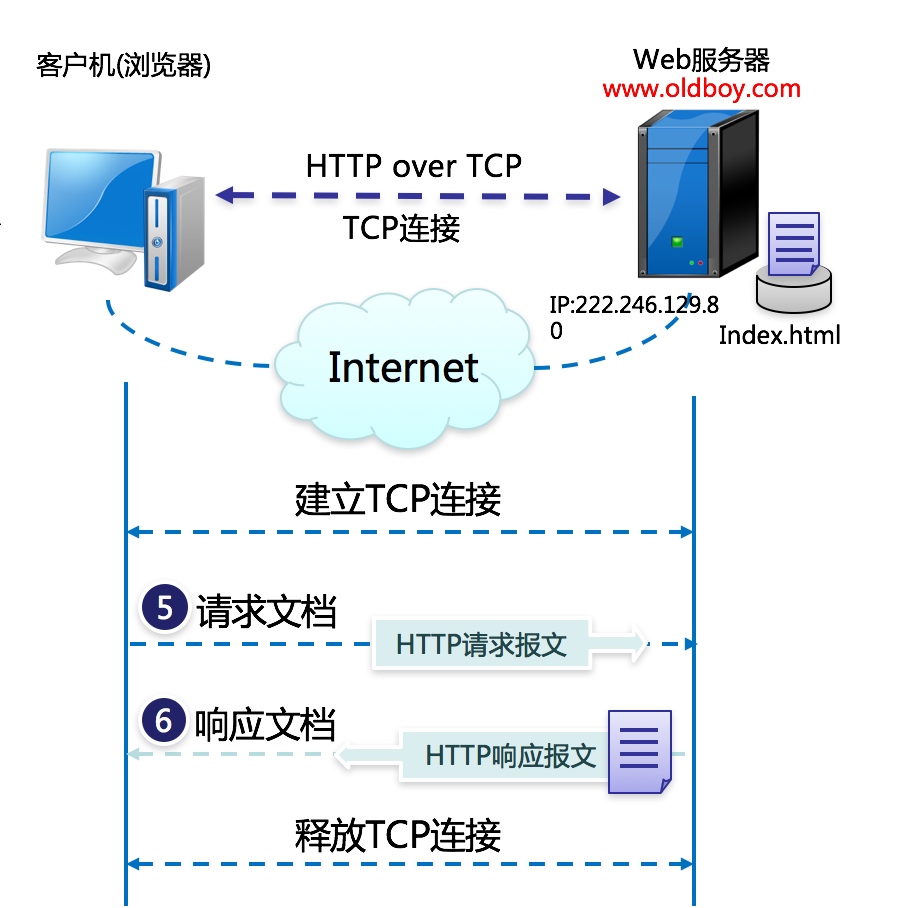 客户机(浏览器)
Web服务器
www.oldboy.com
HTTP over TCP
TCP连接
IP:222.246.129.8
0
Index.html
Internet
建立TCP连接
5 请求文档
HTTP请求报文
6 响应文档
HTTP响应报文
释放TCP连接